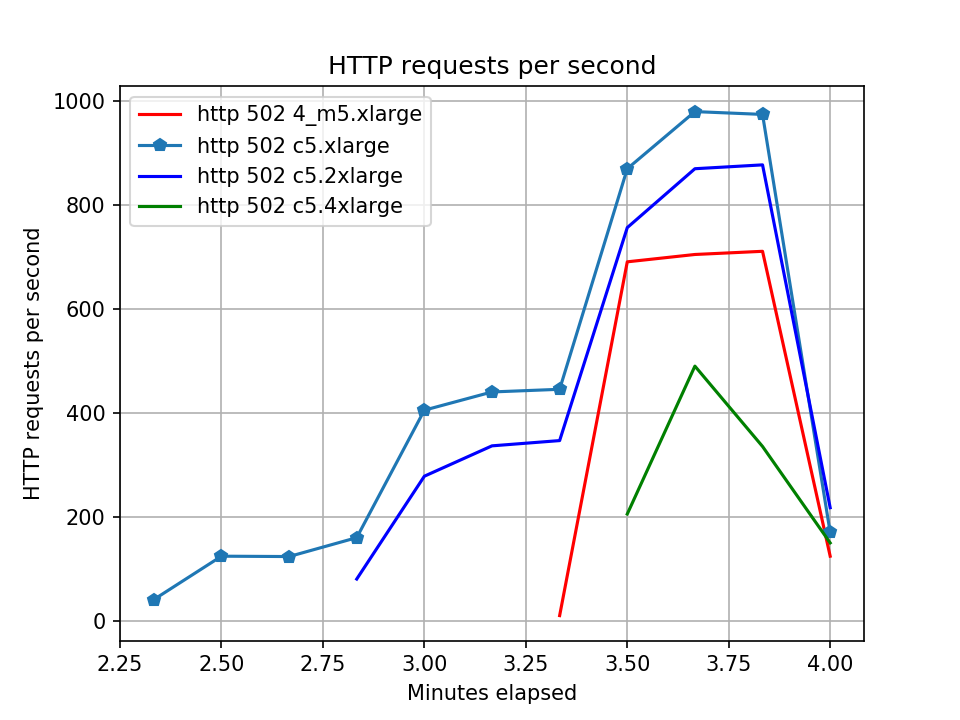 HTTP requests per second
1000
800
600
400
200
0
HTTP requests per second
http 502 4_m5.xlarge
http 502 c5.xlarge
http 502 c5.2xlarge
http 502 c5.4xlarge
2.25 2.50 2.75 3.00 3.25 3.50 3.75 4.00
Minutes elapsed